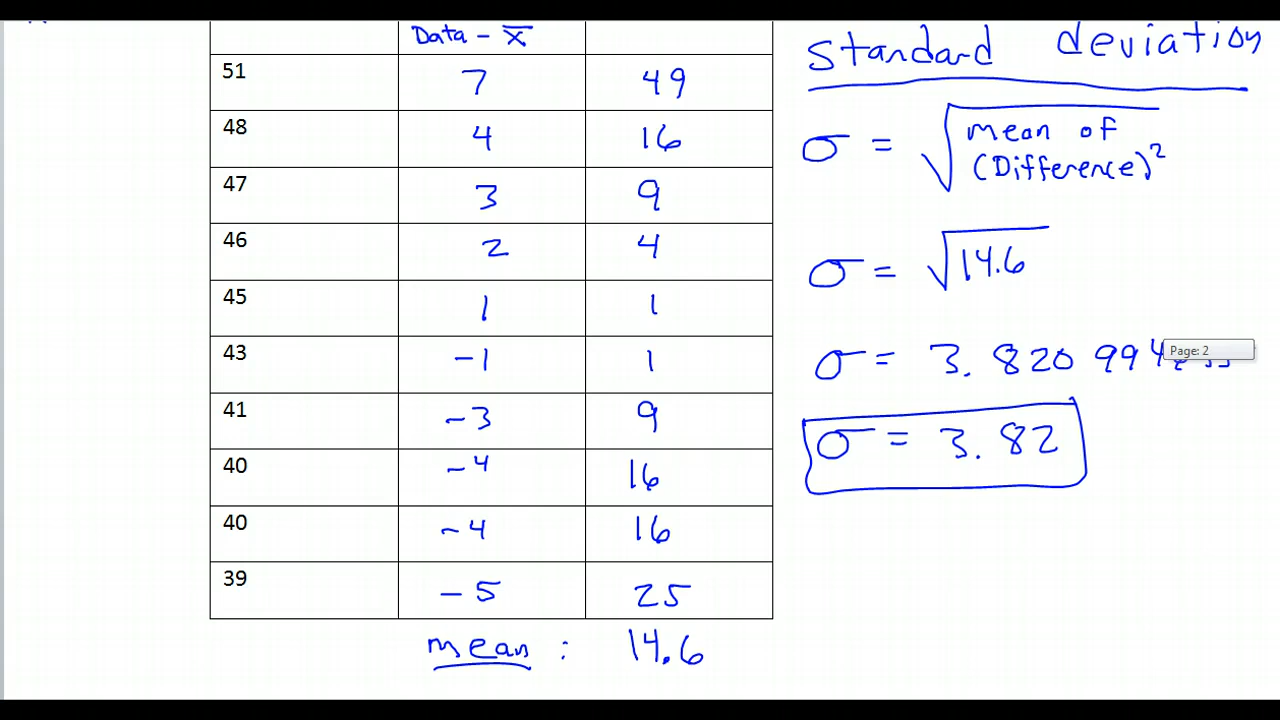 Data - x̄
51 7 49
48 4 16
47 3 9
46 2 4
45 1 1
43 -1 1
41 -3 9
40 -4 16
40 -4 16
39 -5 25
mean : 14.6
standard deviation
σ = √mean of
(Difference)²
σ = √14.6
σ = 3.820 994
Page: 2
σ = 3.82